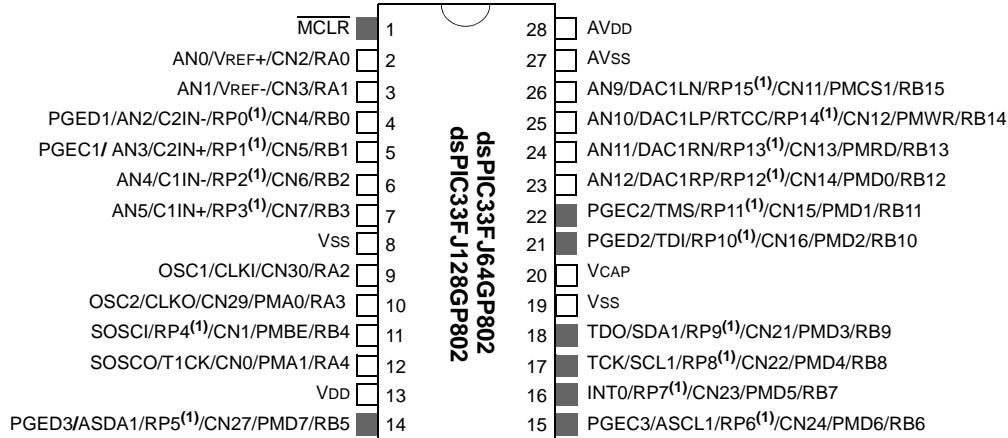 MCLR 1 28 AVDD
AN0/VREF+/CN2/RA0 2 27 AVSS
AN1/VREF-/CN3/RA1 3 26 AN9/DAC1LN/RP15(1)/CN11/PMCS1/RB15
PGED1/AN2/C2IN-/RP0(1)/CN4/RB0 4 25 AN10/DAC1LP/RTCC/RP14(1)/CN12/PMWR/RB14
PGEC1/ AN3/C2IN+/RP1(1)/CN5/RB1 5 24 AN11/DAC1RN/RP13(1)/CN13/PMRD/RB13
AN4/C1IN-/RP2(1)/CN6/RB2 6 23 AN12/DAC1RP/RP12(1)/CN14/PMD0/RB12
AN5/C1IN+/RP3(1)/CN7/RB3 7 22 PGEC2/TMS/RP11(1)/CN15/PMD1/RB11
VSS 8 21 PGED2/TDI/RP10(1)/CN16/PMD2/RB10
OSC1/CLKI/CN30/RA2 9 20 VCAP
OSC2/CLKO/CN29/PMA0/RA3 10 19 VSS
SOSCI/RP4(1)/CN1/PMBE/RB4 11 18 TDO/SDA1/RP9(1)/CN21/PMD3/RB9
SOSCO/T1CK/CN0/PMA1/RA4 12 17 TCK/SCL1/RP8(1)/CN22/PMD4/RB8
VDD 13 16 INT0/RP7(1)/CN23/PMD5/RB7
PGED3/ASDA1/RP5(1)/CN27/PMD7/RB5 14 15 PGEC3/ASCL1/RP6(1)/CN24/PMD6/RB6
dsPIC33FJ64GP802
dsPIC33FJ128GP802